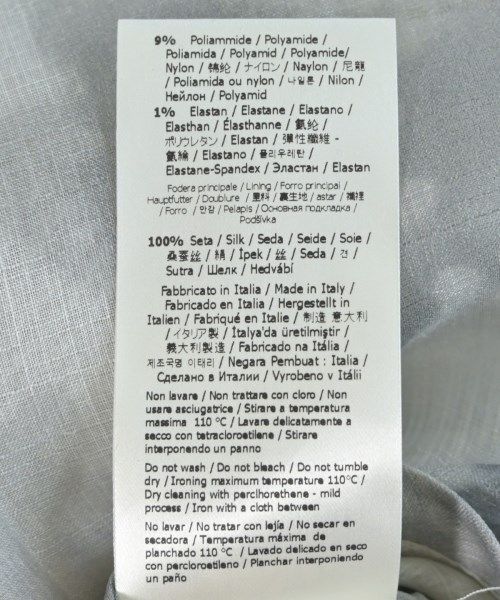 9% Poliammide / Polyamide /
Poliamida / Polyamid / Polyamide/
Nylon / 锦纶 / ナイロン / Naylon / 尼龍
/ Poliamida ou nylon / 나일론 / Nilon /
Нейлон / Polyamid
1% Elastan / Elastane / Elastano /
Elasthan / Élasthanne / 氨纶 /
ポリウレタン / Elastan / 彈性纖維 -
氨綸 / Elastano / 폴리우레탄 /
Elastane-Spandex / Эластан / Elastan
Fodera principale / Lining / Forro principal /
Hauptfutter / Doublure / 里料 / 裏生地 / astar / 襯裡
/ Forro / 안감 / Pelapis / Основная подкладка /
Podšívka
100% Seta / Silk / Seda / Seide / Soie /
桑蚕丝 / 絹 / İpek / 丝 / Seda / 견 /
Sutra / Шелк / Hedvábí
Fabbricato in Italia / Made in Italy /
Fabricado en Italia / Hergestellt in
Italien / Fabriqué en Italie / 制造 意大利
/ イタリア製 / İtalya'da üretilmiştir /
義大利製造 / Fabricado na Itália /
제조국명 이태리 / Negara Pembuat : Italia /
Сделано в Италии / Vyrobeno v Itálii
Non lavare / Non trattare con cloro / Non
usare asciugatrice / Stirare a temperatura
massima 110 °C / Lavare delicatamente a
secco con tetracloroetilene / Stirare
interponendo un panno
Do not wash / Do not bleach / Do not tumble
dry / Ironing maximum temperature 110°C /
Dry cleaning with perclhorethene - mild
process / Iron with a cloth between
No lavar / No tratar con lejía / No secar en
secadora / Temperatura máxima de
planchado 110 °C / Lavado delicado en seco
con percloroetileno / Planchar interponiendo
un paño